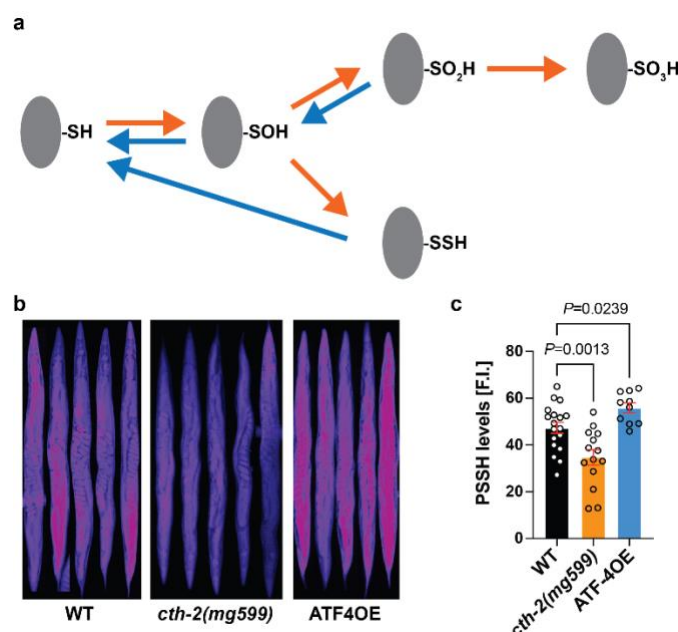 a
-SH
-SOH
-SO₂H
-SO₃H
-SSH
b
WT
cth-2(mg599)
ATF4OE
c
P=0.0239
P=0.0013
PSSH levels [F.I.]
80
60
40
20
0
WT
cth-2(mg599)
ATF-4OE